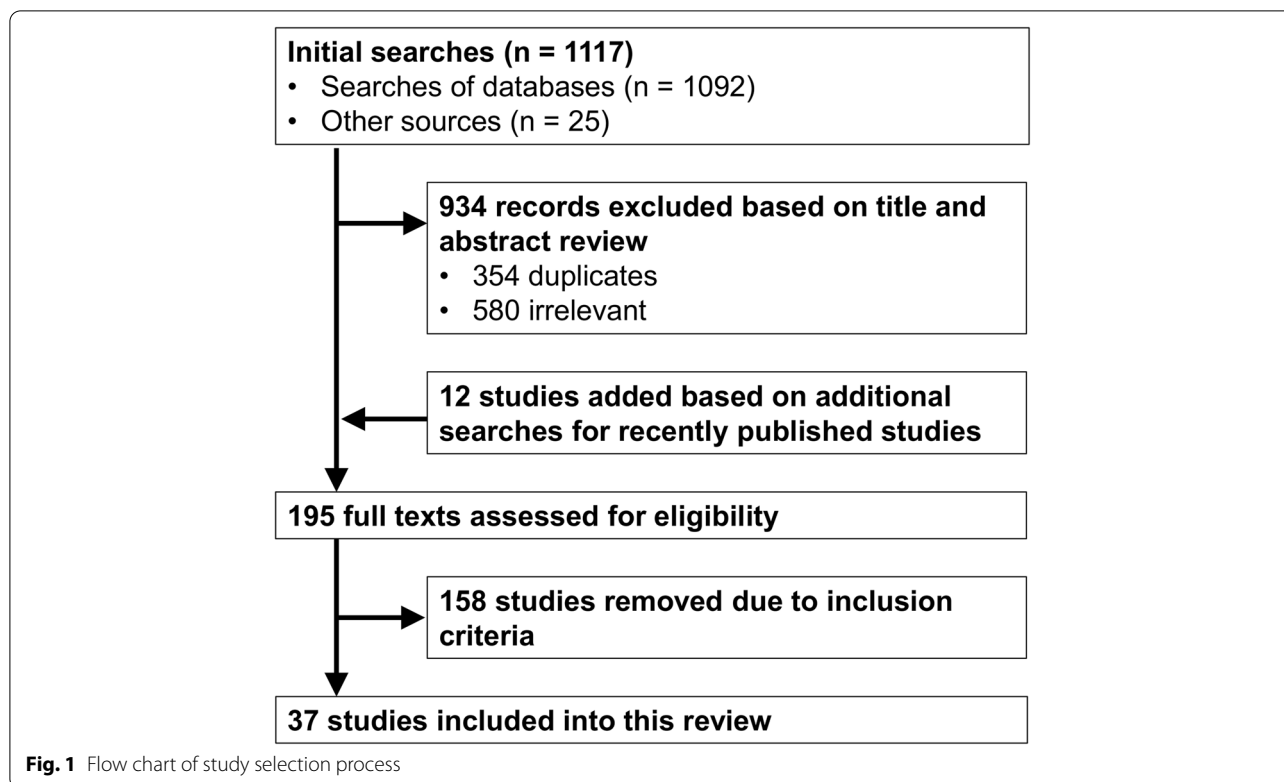 Initial searches (n = 1117)
• Searches of databases (n = 1092)
• Other sources (n = 25)
934 records excluded based on title and
abstract review
• 354 duplicates
• 580 irrelevant
12 studies added based on additional
searches for recently published studies
195 full texts assessed for eligibility
158 studies removed due to inclusion
criteria
37 studies included into this review
Fig. 1 Flow chart of study selection process